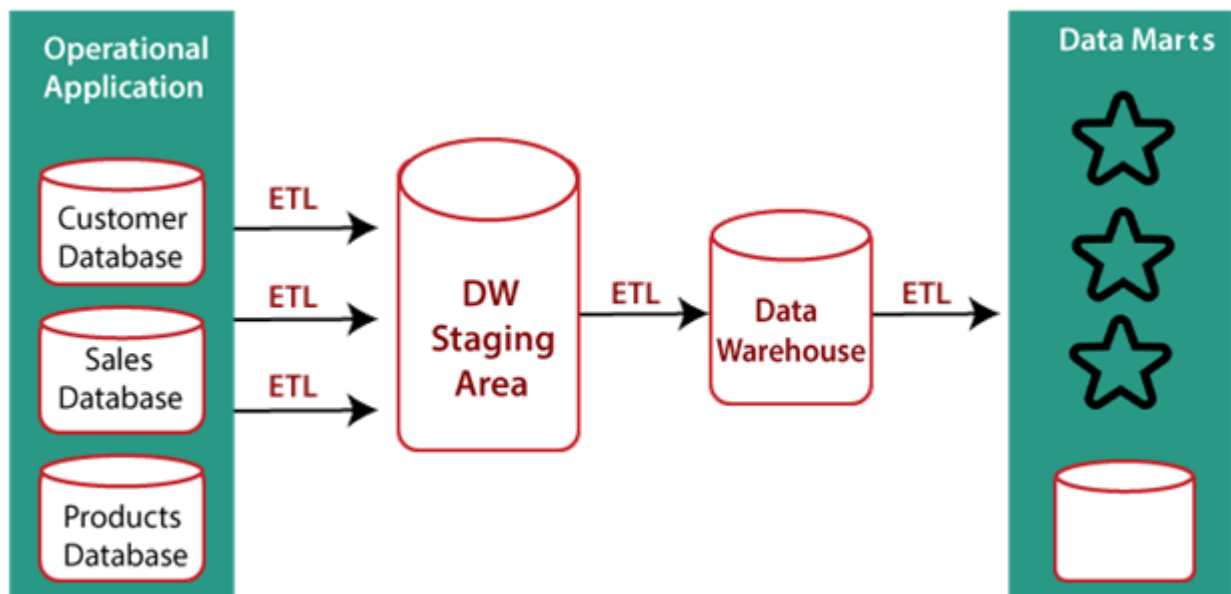 Operational
Application
Customer
Database
Sales
Database
Products
Database
ETL
ETL
ETL
DW
Staging
Area
ETL
Data
Warehouse
ETL
Data Marts